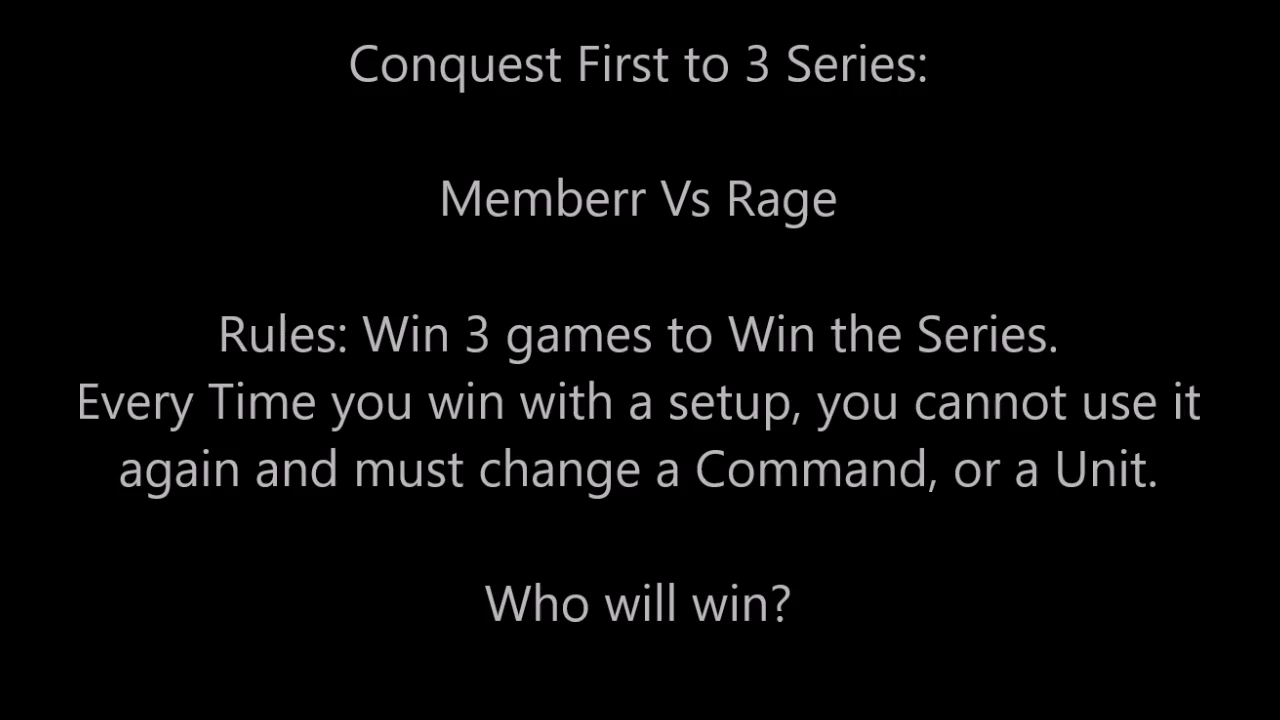 Conquest First to 3 Series:
Memberr Vs Rage
Rules: Win 3 games to Win the Series.
Every Time you win with a setup, you cannot use it
again and must change a Command, or a Unit.
Who will win?